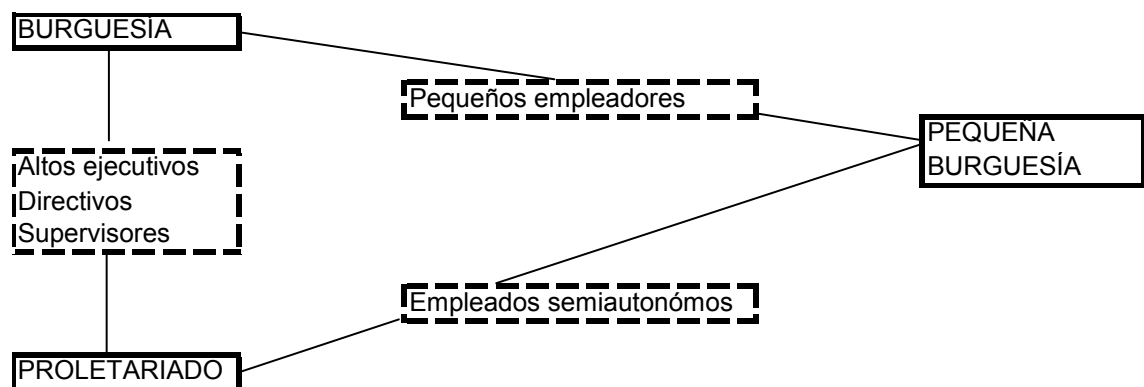 BURGUESÍA
Pequeños empleadores
PEQUEÑA
BURGUESÍA
Altos ejecutivos
Directivos
Supervisores
Empleados semiautonómos
PROLETARIADO